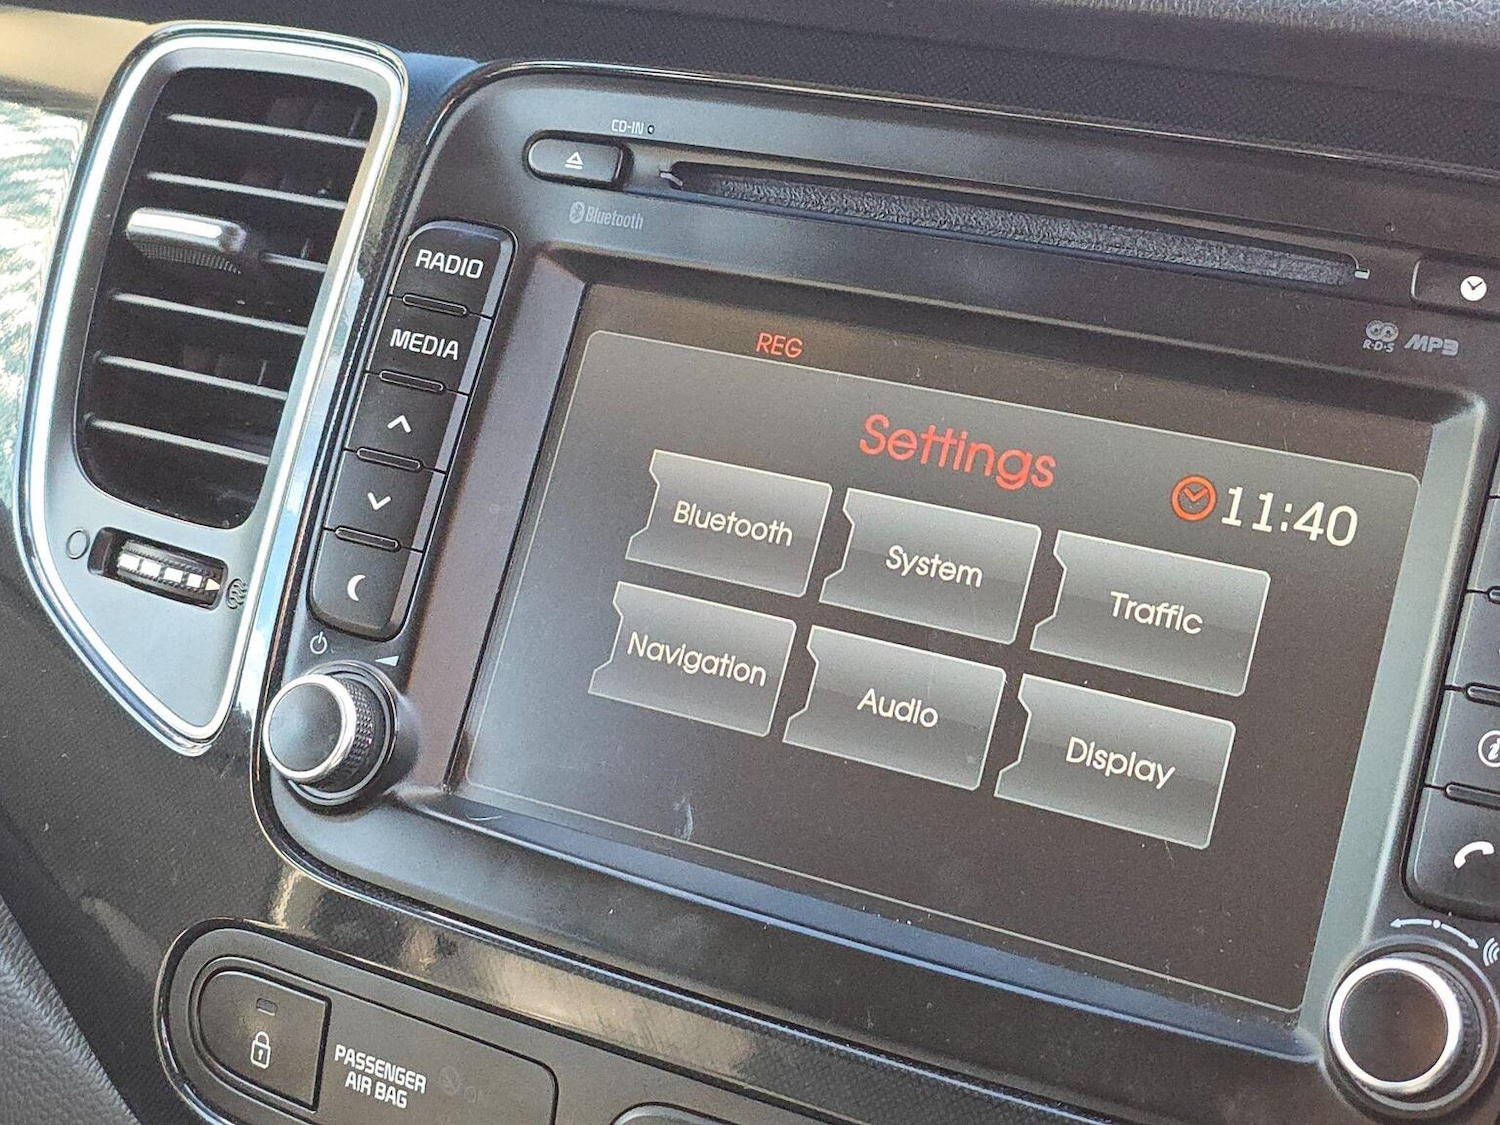 CD-IN
Bluetooth
RADIO
MEDIA
REG
Settings
11:40
Bluetooth
System
Traffic
Navigation
Audio
Display
R·D·S
MP3
PASSENGER
AIR BAG